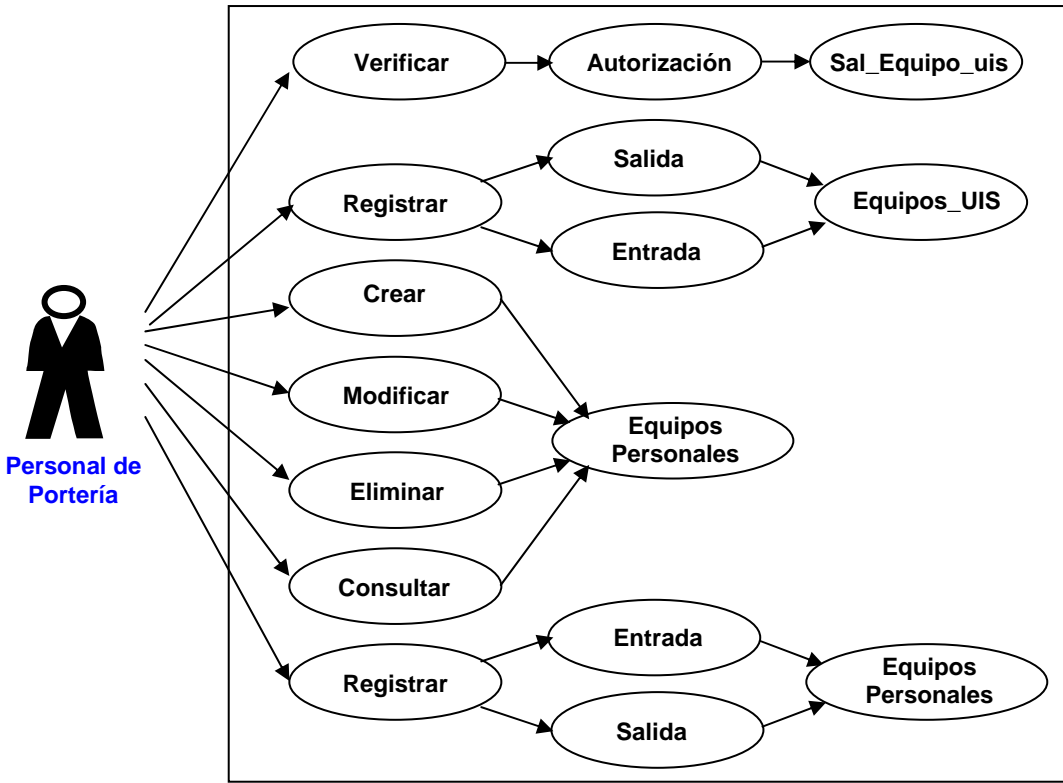 Verificar
Autorización
Sal_Equipo_uis
Registrar
Salida
Entrada
Equipos_UIS
Crear
Modificar
Eliminar
Consultar
Equipos
Personales
Registrar
Entrada
Salida
Equipos
Personales
Personal de
Portería